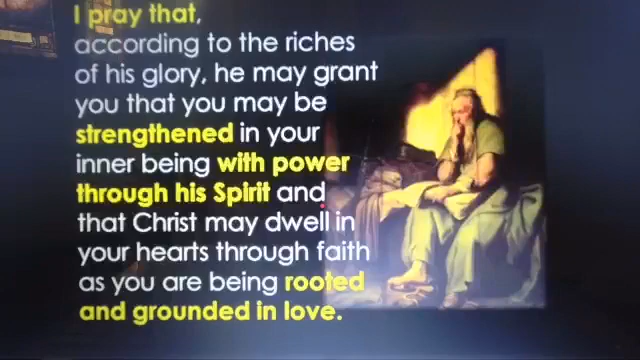 I pray that,
according to the riches
of his glory, he may grant
you that you may be
strengthened in your
inner being with power
through his Spirit and
that Christ may dwell in
your hearts through faith
as you are being rooted
and grounded in love.